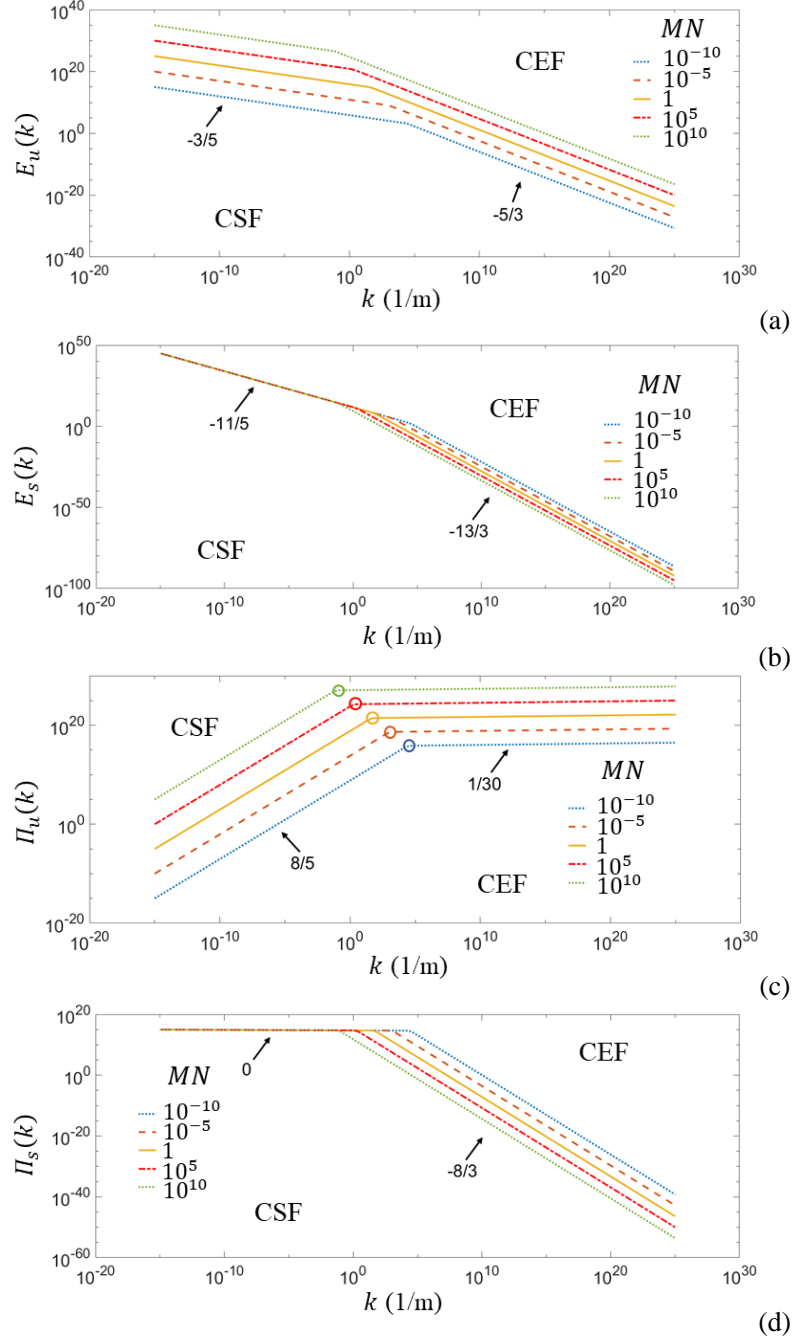 10^40
10^20
10^0
10^-20
10^-40
E_u(k)
-3/5
CSF
CEF
-5/3
MN
10^−10
10^−5
1
10^5
10^10
10^-20
10^-10
10^0
10^10
10^20
10^30
k (1/m)
(a)
10^50
10^0
10^-50
10^-100
E_s(k)
-11/5
CSF
CEF
-13/3
MN
10^−10
10^−5
1
10^5
10^10
10^-20
10^-10
10^0
10^10
10^20
10^30
k (1/m)
(b)
10^20
10^0
10^-20
Π_u(k)
CSF
8/5
1/30
CEF
MN
10^−10
10^−5
1
10^5
10^10
10^-20
10^-10
10^0
10^10
10^20
10^30
k (1/m)
(c)
10^20
10^0
10^-20
10^-40
10^-60
Π_s(k)
0
CEF
MN
10^−10
10^−5
1
10^5
10^10
-8/3
CSF
10^-20
10^-10
10^0
10^10
10^20
10^30
k (1/m)
(d)